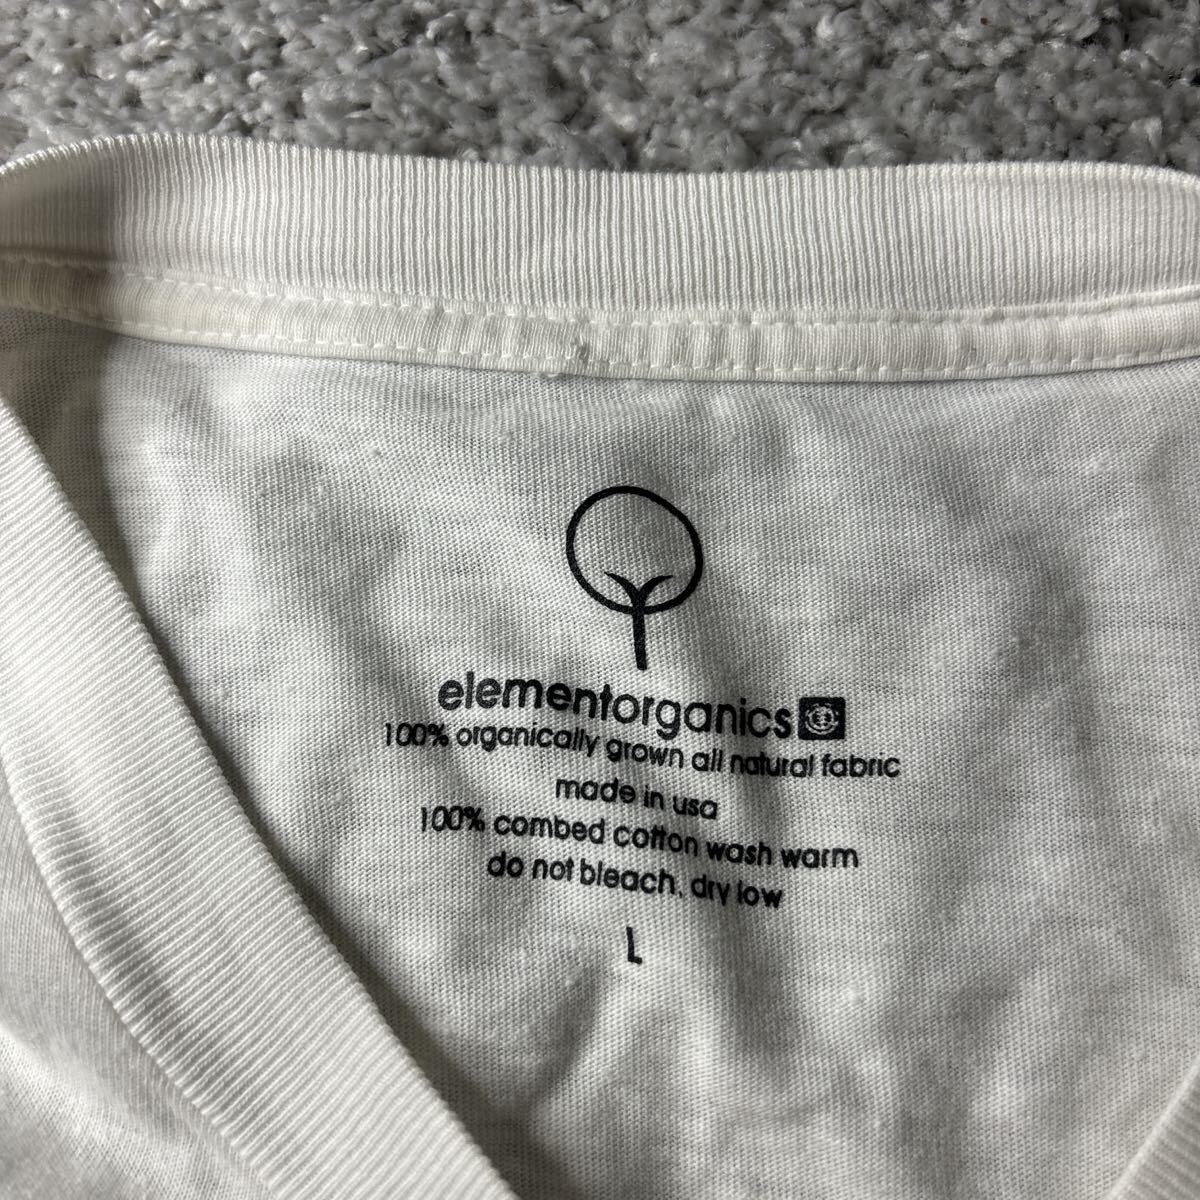 elementorganics
100% organically grown all natural fabric
made in usa
100% combed cotton wash warm
do not bleach, dry low
L